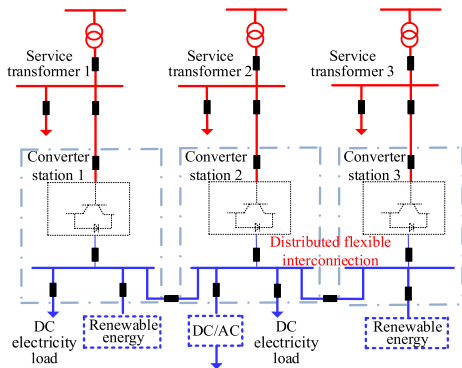 Service
transformer 1
Service
transformer 2
Service
transformer 3
Converter
station 1
Converter
station 2
Converter
station 3
Distributed flexible
interconnection
DC
electricity
load
Renewable
energy
DC/AC
DC
electricity
load
Renewable
energy